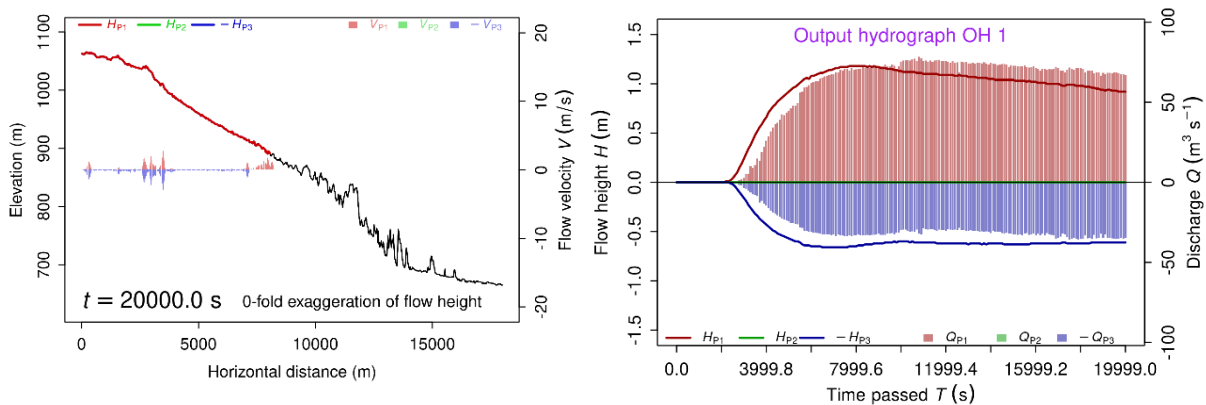 H_P1 H_P2 − H_P3 V_P1 V_P2 − V_P3
Elevation (m)
1100
1000
900
800
700
20
10
0
-10
-20
Flow velocity V (m/s)
t = 20000.0 s 0-fold exaggeration of flow height
0 5000 10000 15000
Horizontal distance (m)
Output hydrograph OH 1
Flow height H (m)
1.5
1.0
0.5
0.0
-0.5
-1.0
-1.5
100
50
0
-50
-100
Discharge Q (m³ s⁻¹)
H_P1 H_P2 − H_P3 Q_P1 Q_P2 − Q_P3
0.0 3999.8 7999.6 11999.4 15999.2 19999.0
Time passed T (s)